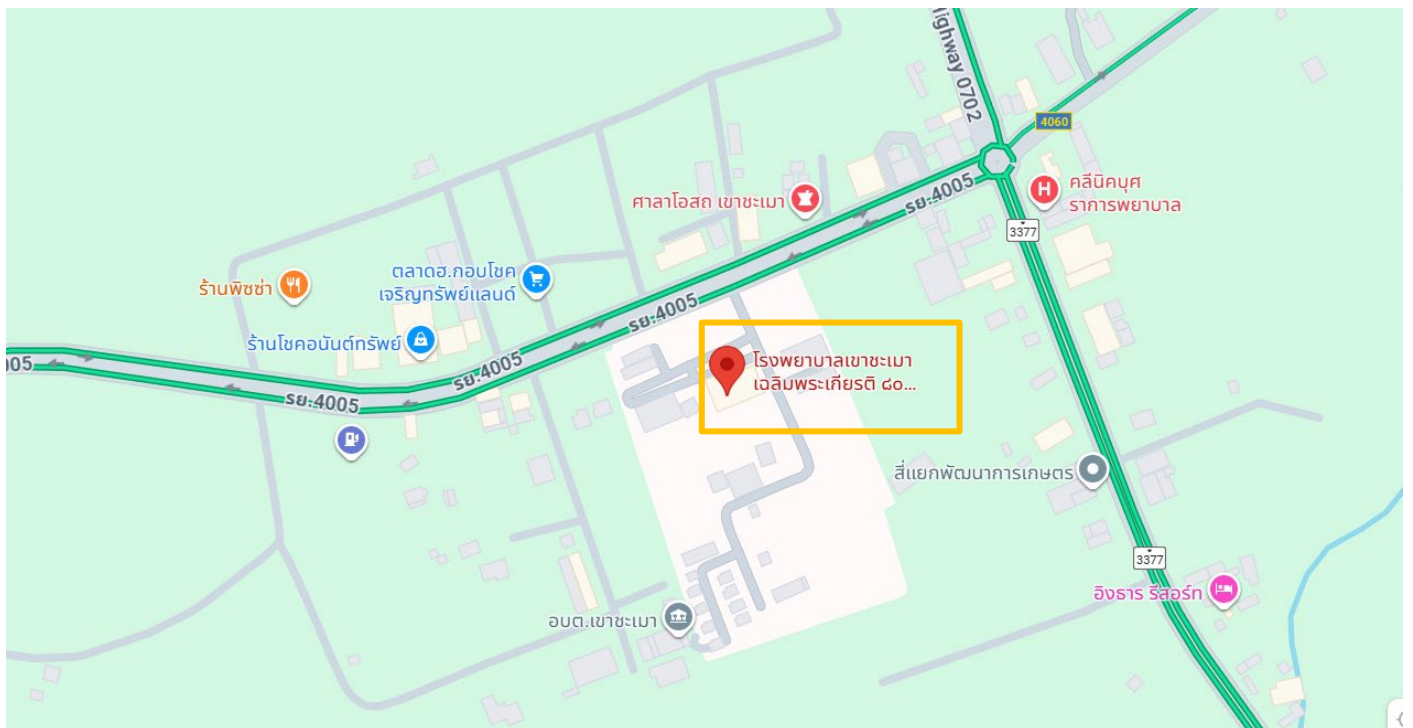 Highway 0702
4060
คลีนิคบุศ
ราการพยาบาล
รย.4005
3377
ศาลาโอสถ เขาชะเมา
ตลาดฮ.กอบโชค
เจริญทรัพย์แลนด์
ร้านพิซซ่า
รย.4005
ร้านโชคอนันต์ทรัพย์
โรงพยาบาลเขาชะเมา
เฉลิมพระเกียรติ ๘๐...
05
รย.4005
รย.4005
สี่แยกพัฒนาการเกษตร
3377
อิงธาร รีสอร์ท
อบต.เขาชะเมา